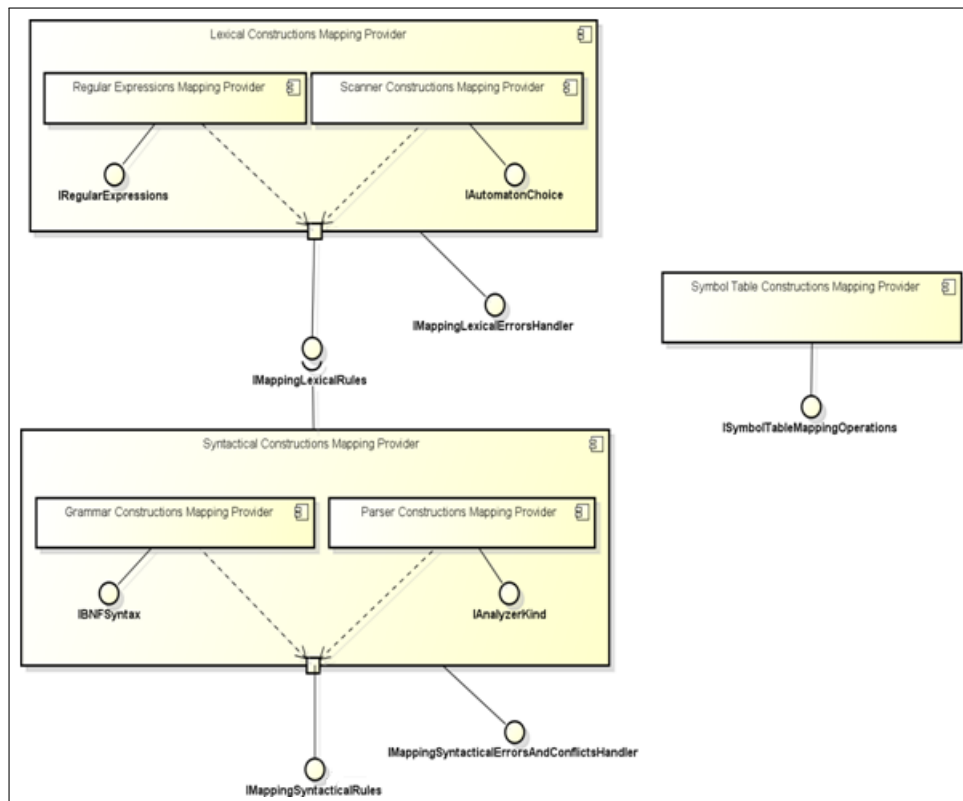 Lexical Constructions Mapping Provider
Regular Expressions Mapping Provider
Scanner Constructions Mapping Provider
IRegularExpressions
IAutomatonChoice
IMappingLexicalErrorsHandler
IMappingLexicalRules
Symbol Table Constructions Mapping Provider
ISymbolTableMappingOperations
Syntactical Constructions Mapping Provider
Grammar Constructions Mapping Provider
Parser Constructions Mapping Provider
IBNFSyntax
IAnalyzerKind
IMappingSyntacticalErrorsAndConflictsHandler
IMappingSyntacticalRules